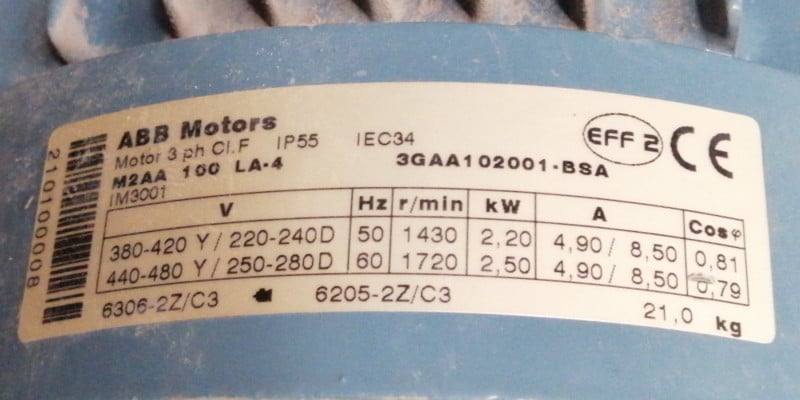 ABB Motors
Motor 3 ph Cl.F IP55 IEC34 EFF 2 CE
M2AA 100 LA-4 3GAA102001-BSA
IM3001
V Hz r/min kW A Cosφ
380-420 Y/ 220-240D 50 1430 2,20 4,90/ 8,50 0,81
440-480 Y/ 250-280D 60 1720 2,50 4,90/ 8,50 0,79
6306-2Z/C3 6205-2Z/C3 21,0 kg
210100008